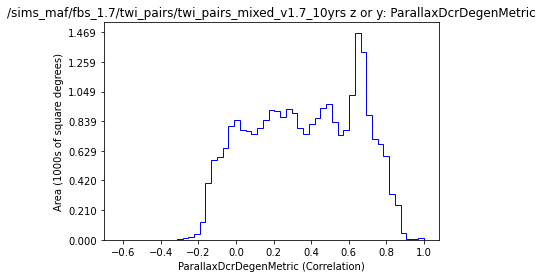 /sims_maf/fbs_1.7/twi_pairs/twi_pairs_mixed_v1.7_10yrs z or y: ParallaxDcrDegenMetric
1.469
1.259
1.049
0.839
0.629
0.420
0.210
0.000
Area (1000s of square degrees)
−0.6 −0.4 −0.2 0.0 0.2 0.4 0.6 0.8 1.0
ParallaxDcrDegenMetric (Correlation)